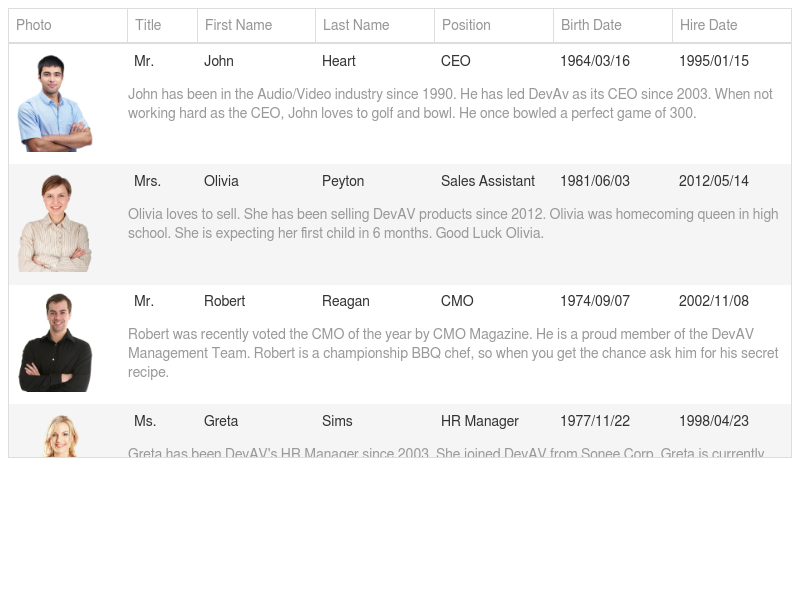 Photo Title First Name Last Name Position Birth Date Hire Date
Mr. John Heart CEO 1964/03/16 1995/01/15
John has been in the Audio/Video industry since 1990. He has led DevAv as its CEO since 2003. When not
working hard as the CEO, John loves to golf and bowl. He once bowled a perfect game of 300.
Mrs. Olivia Peyton Sales Assistant 1981/06/03 2012/05/14
Olivia loves to sell. She has been selling DevAV products since 2012. Olivia was homecoming queen in high
school. She is expecting her first child in 6 months. Good Luck Olivia.
Mr. Robert Reagan CMO 1974/09/07 2002/11/08
Robert was recently voted the CMO of the year by CMO Magazine. He is a proud member of the DevAV
Management Team. Robert is a championship BBQ chef, so when you get the chance ask him for his secret
recipe.
Ms. Greta Sims HR Manager 1977/11/22 1998/04/23
Greta has been DevAV's HR Manager since 2003. She joined DevAV from Sonee Corp. Greta is currently